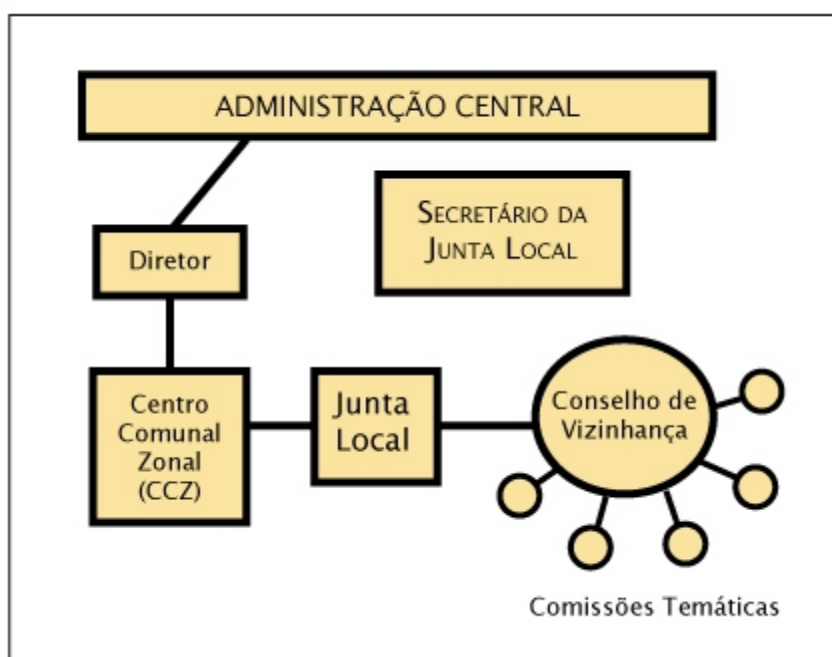 ADMINISTRAÇÃO CENTRAL
SECRETÁRIO DA
JUNTA LOCAL
Diretor
Centro
Comunal
Zonal
(CCZ)
Junta
Local
Conselho de
Vizinhança
Comissões Temáticas